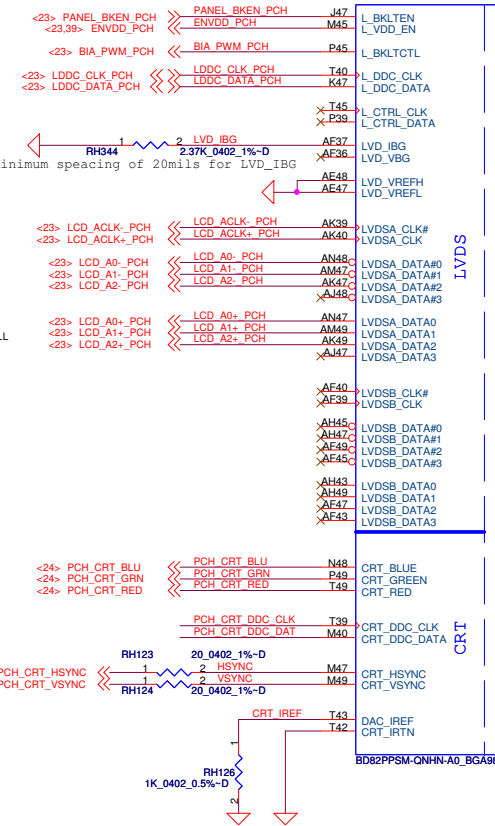 <23> PANEL_BKEN_PCH PANEL_BKEN_PCH J47 L_BKLTEN
<23,39> ENVDD_PCH ENVDD_PCH M45 L_VDD_EN
<23> BIA_PWM_PCH BIA_PWM_PCH P45 L_BKLTCTL
<23> LDDC_CLK_PCH LDDC_CLK_PCH T40 L_DDC_CLK
<23> LDDC_DATA_PCH LDDC_DATA_PCH K47 L_DDC_DATA
T45 L_CTRL_CLK
P39 L_CTRL_DATA
1 2 LVD_IBG AF37 LVD_IBG
RH344 2.37K_0402_1%~D AF36 LVD_VBG
inimum speacing of 20mils for LVD_IBG
AE48 LVD_VREFH
AE47 LVD_VREFL
<23> LCD_ACLK-_PCH LCD_ACLK-_PCH AK39 LVDSA_CLK#
<23> LCD_ACLK+_PCH LCD_ACLK+_PCH AK40 LVDSA_CLK
LVDS
<23> LCD_A0-_PCH LCD_A0-_PCH AN48 LVDSA_DATA#0
<23> LCD_A1-_PCH LCD_A1-_PCH AM47 LVDSA_DATA#1
<23> LCD_A2-_PCH LCD_A2-_PCH AK47 LVDSA_DATA#2
AJ48 LVDSA_DATA#3
<23> LCD_A0+_PCH LCD_A0+_PCH AN47 LVDSA_DATA0
<23> LCD_A1+_PCH LCD_A1+_PCH AM49 LVDSA_DATA1
LL
<23> LCD_A2+_PCH LCD_A2+_PCH AK49 LVDSA_DATA2
AJ47 LVDSA_DATA3
AF40 LVDSB_CLK#
AF39 LVDSB_CLK
AH45 LVDSB_DATA#0
AH47 LVDSB_DATA#1
AF49 LVDSB_DATA#2
AF45 LVDSB_DATA#3
AH43 LVDSB_DATA0
AH49 LVDSB_DATA1
AF47 LVDSB_DATA2
AF43 LVDSB_DATA3
<24> PCH_CRT_BLU PCH_CRT_BLU N48 CRT_BLUE
<24> PCH_CRT_GRN PCH_CRT_GRN P49 CRT_GREEN
<24> PCH_CRT_RED PCH_CRT_RED T49 CRT_RED
PCH_CRT_DDC_CLK T39 CRT_DDC_CLK
PCH_CRT_DDC_DAT M40 CRT_DDC_DATA
CRT
RH123 20_0402_1%~D
PCH_CRT_HSYNC 1 2 HSYNC M47 CRT_HSYNC
PCH_CRT_VSYNC 1 2 VSYNC M49 CRT_VSYNC
RH124 20_0402_1%~D
CRT_IREF T43 DAC_IREF
T42 CRT_IRTN
1
RH126
1K_0402_0.5%~D
2
BD82PPSM-QNHN-A0_BGA98